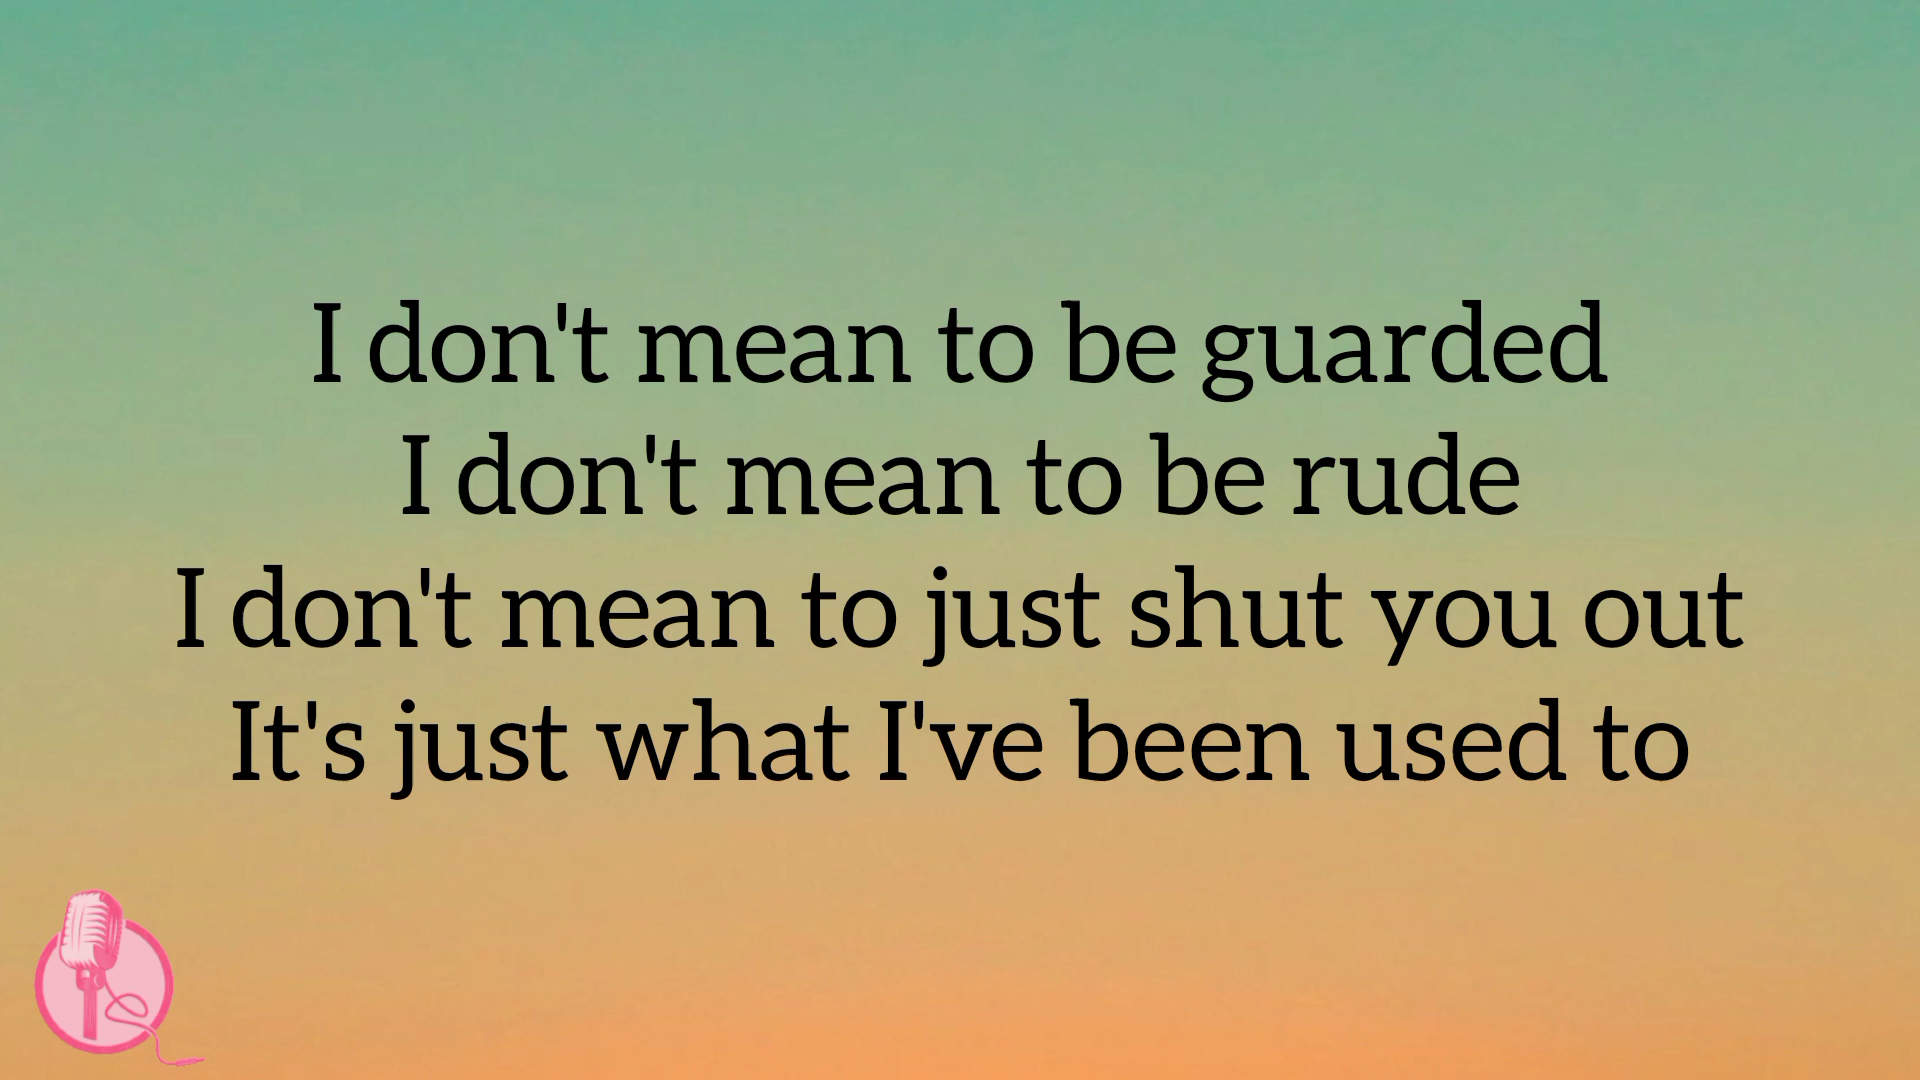 I don't mean to be guarded
I don't mean to be rude
I don't mean to just shut you out
It's just what I've been used to